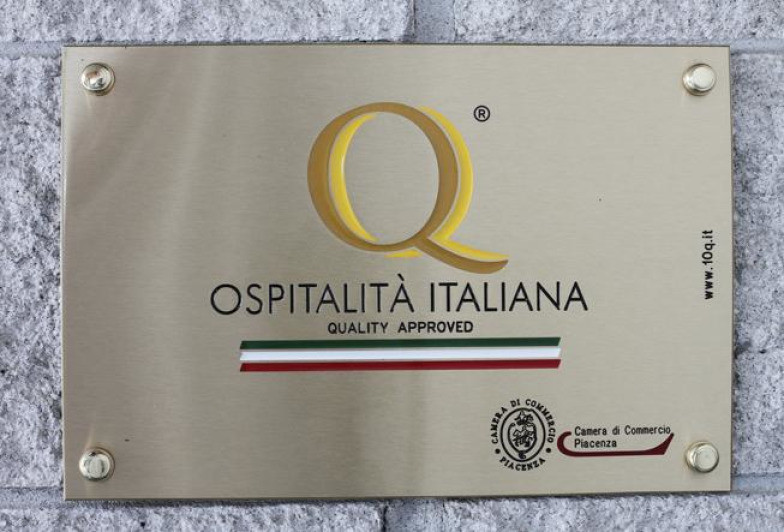 Q®
OSPITALITÀ ITALIANA
QUALITY APPROVED
www.10q.it
CAMERA DI COMMERCIO
• PIACENZA •
Camera di Commercio
Piacenza